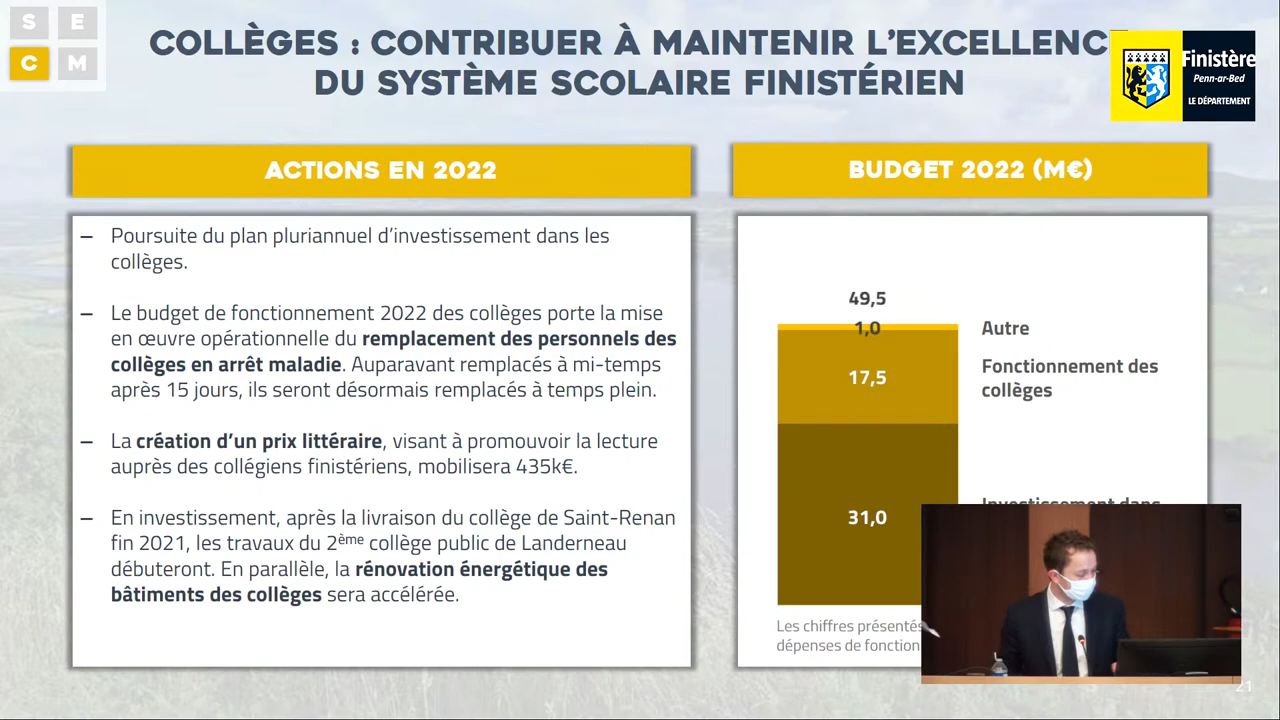 S E
C M
COLLÈGES : CONTRIBUER À MAINTENIR L'EXCELLENC
DU SYSTÈME SCOLAIRE FINISTÉRIEN
Finistère
Penn-ar-Bed
LE DÉPARTEMENT
ACTIONS EN 2022
– Poursuite du plan pluriannuel d'investissement dans les
collèges.
– Le budget de fonctionnement 2022 des collèges porte la mise
en œuvre opérationnelle du remplacement des personnels des
collèges en arrêt maladie. Auparavant remplacés à mi-temps
après 15 jours, ils seront désormais remplacés à temps plein.
– La création d'un prix littéraire, visant à promouvoir la lecture
auprès des collégiens finistériens, mobilisera 435k€.
– En investissement, après la livraison du collège de Saint-Renan
fin 2021, les travaux du 2ème collège public de Landerneau
débuteront. En parallèle, la rénovation énergétique des
bâtiments des collèges sera accélérée.
BUDGET 2022 (M€)
49,5
1,0 Autre
17,5 Fonctionnement des
collèges
Investissement dans
31,0
Les chiffres présentés
dépenses de fonction
21